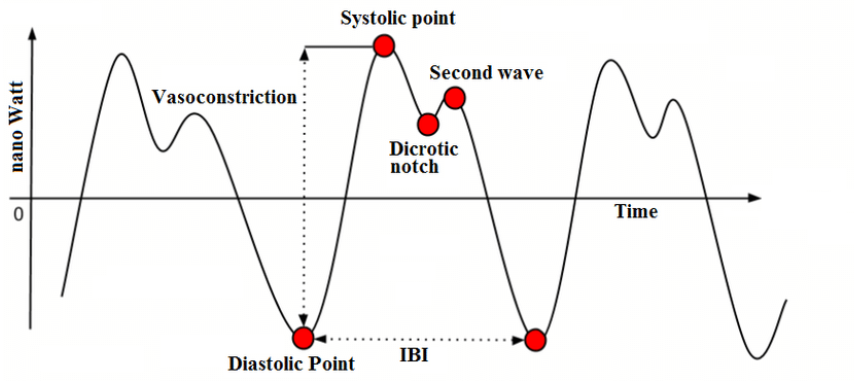 Systolic point
Second wave
Vasoconstriction
nano Watt
Dicrotic
notch
0
Time
Diastolic Point
IBI